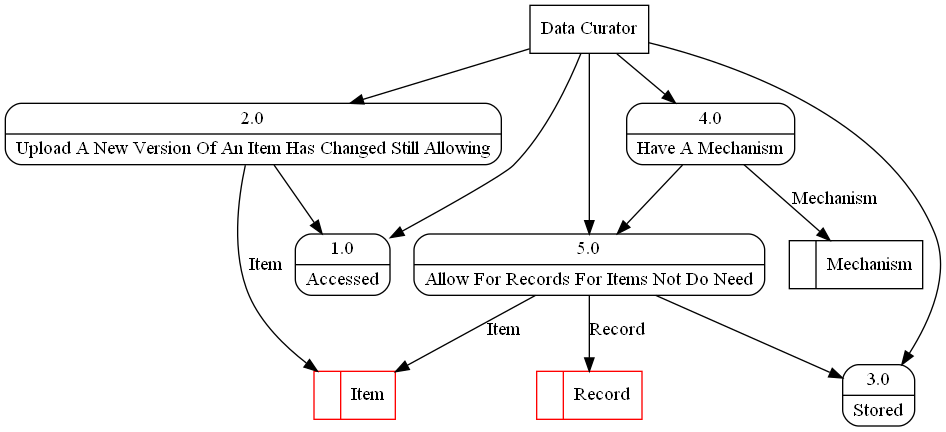 Data Curator
2.0
Upload A New Version Of An Item Has Changed Still Allowing
4.0
Have A Mechanism
Mechanism
Item
1.0
Accessed
5.0
Allow For Records For Items Not Do Need
Mechanism
Item
Record
Item
Record
3.0
Stored